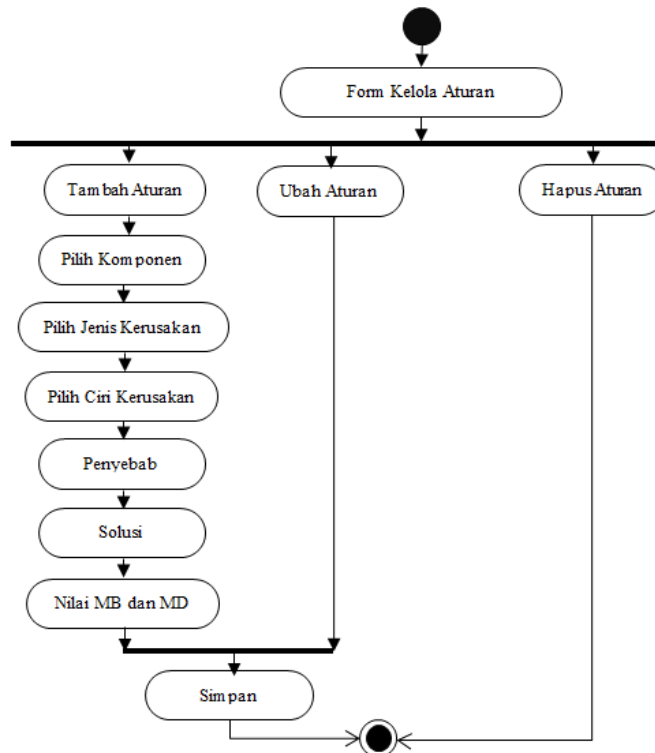 Form Kelola Aturan
Tambah Aturan
Ubah Aturan
Hapus Aturan
Pilih Komponen
Pilih Jenis Kerusakan
Pilih Ciri Kerusakan
Penyebab
Solusi
Nilai MB dan MD
Simpan